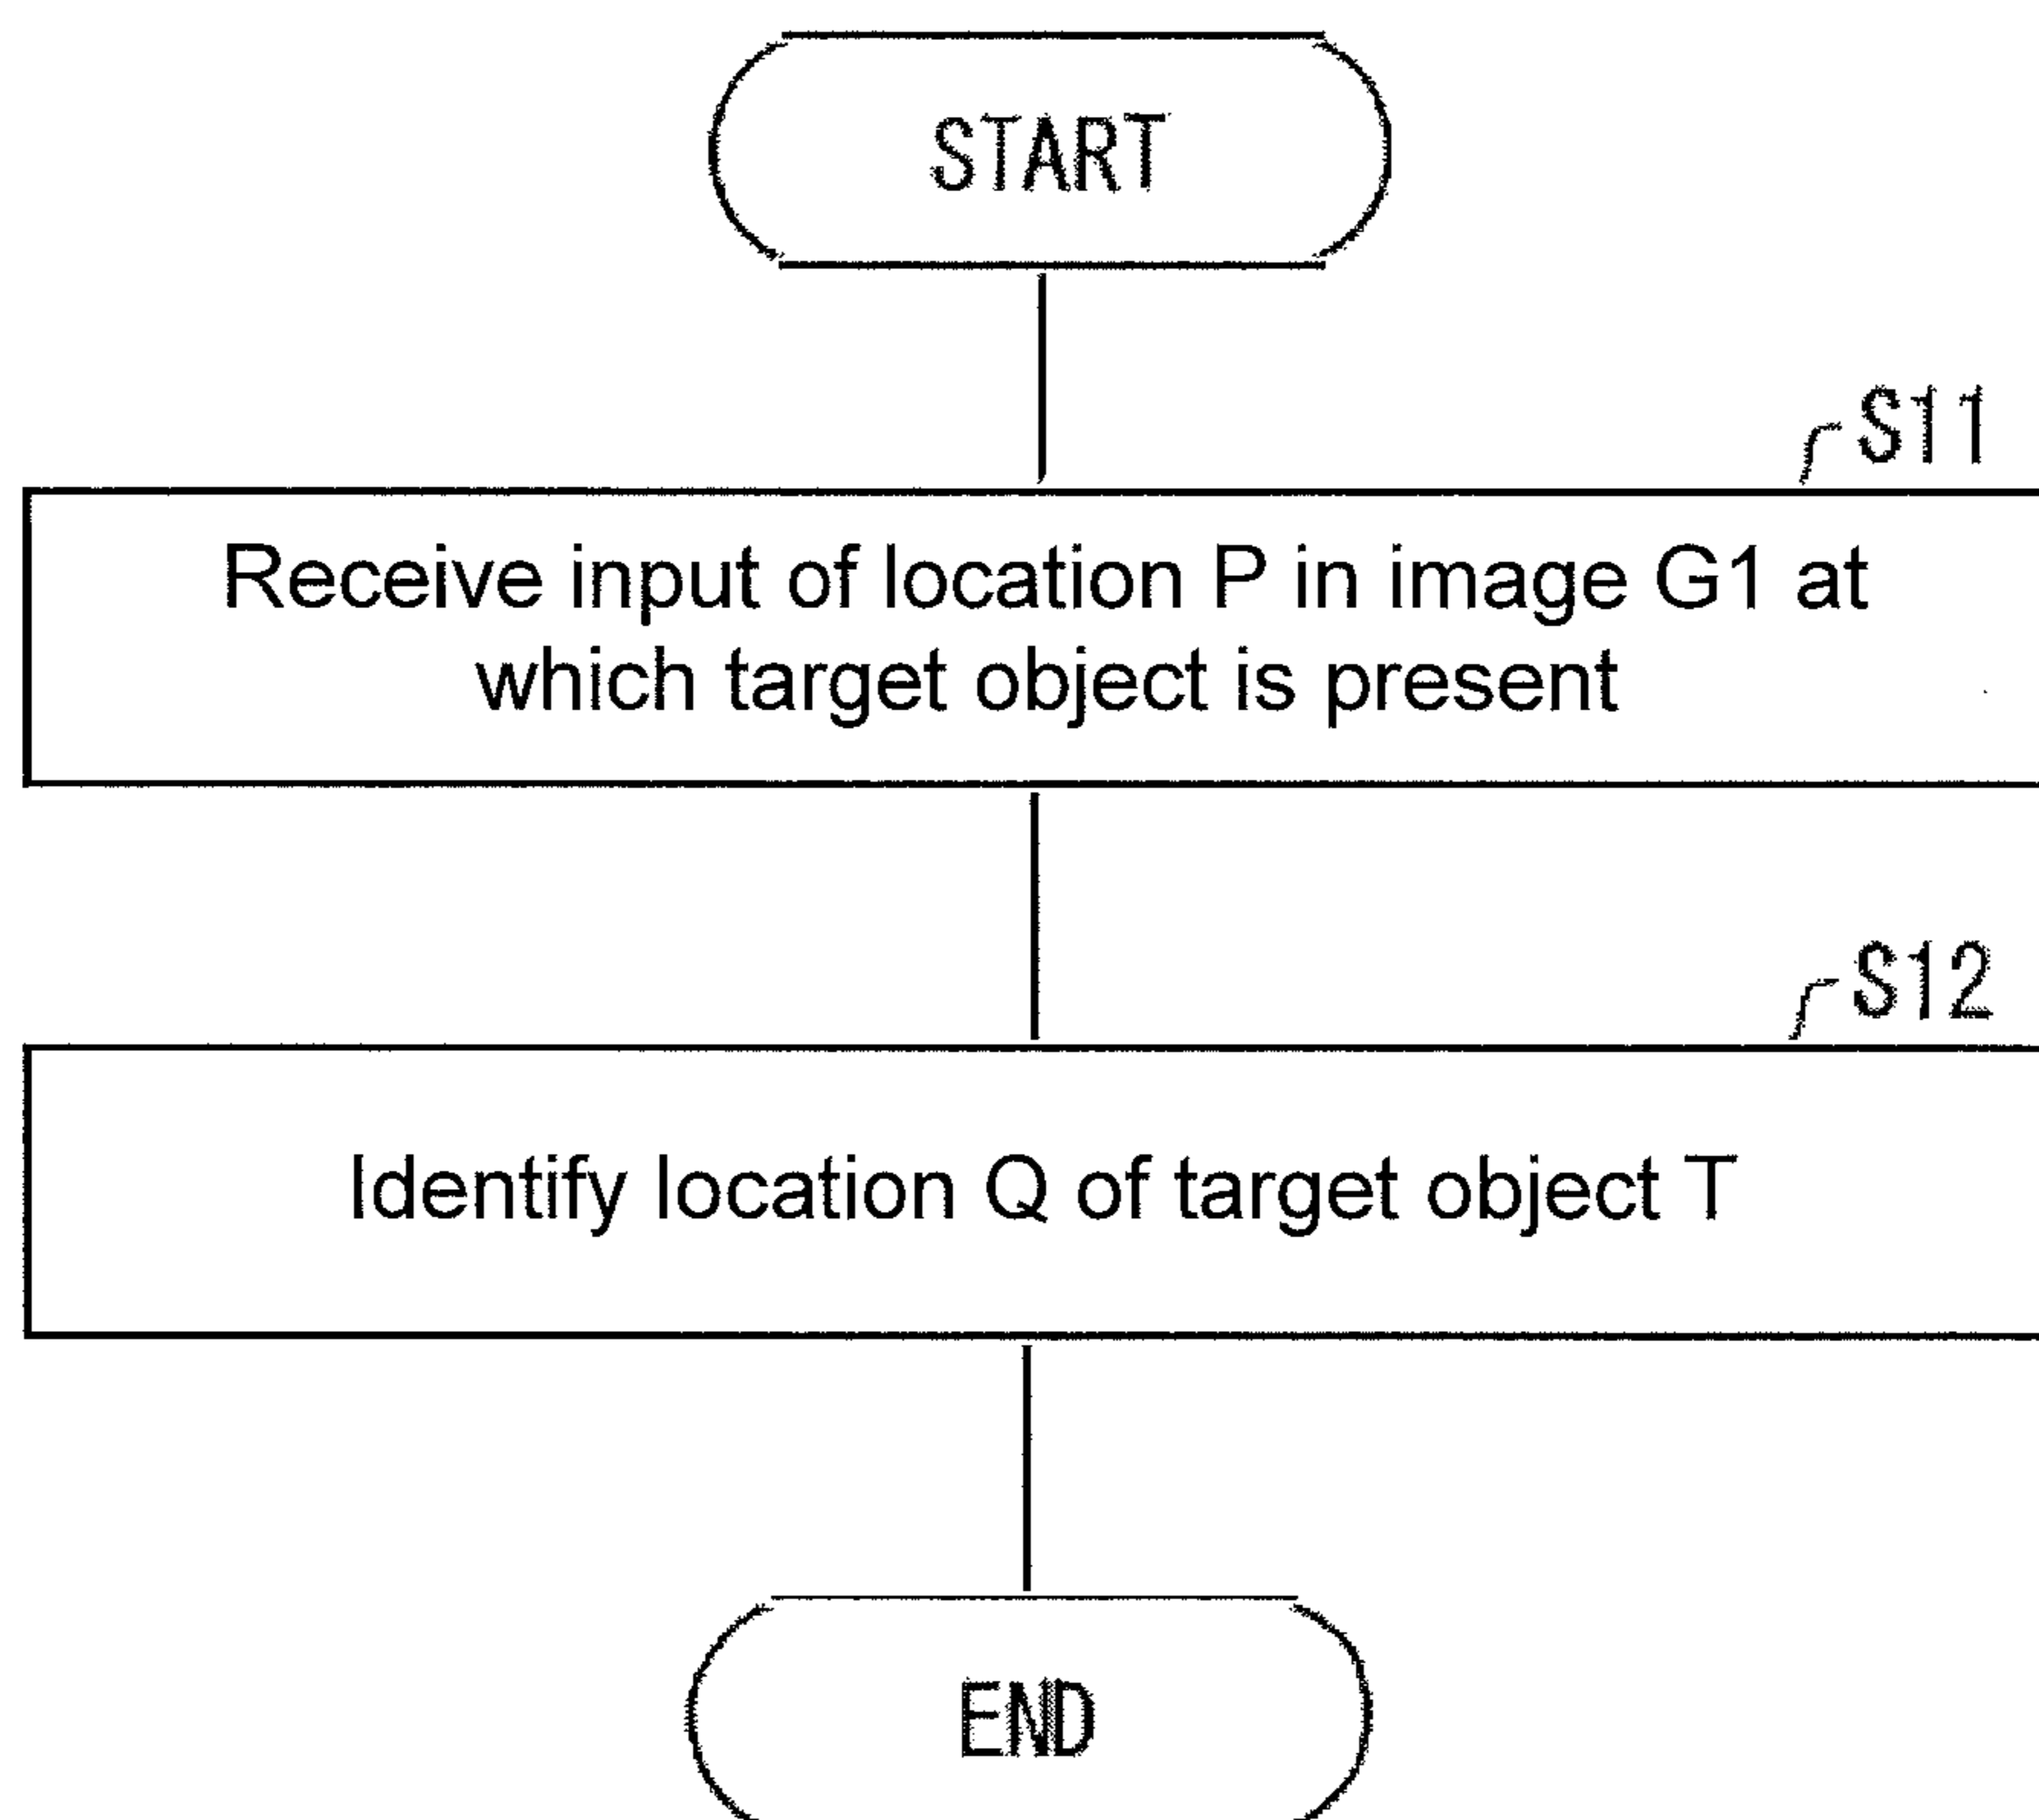 START
S11
Receive input of location P in image G1 at
which target object is present
S12
Identify location Q of target object T
END